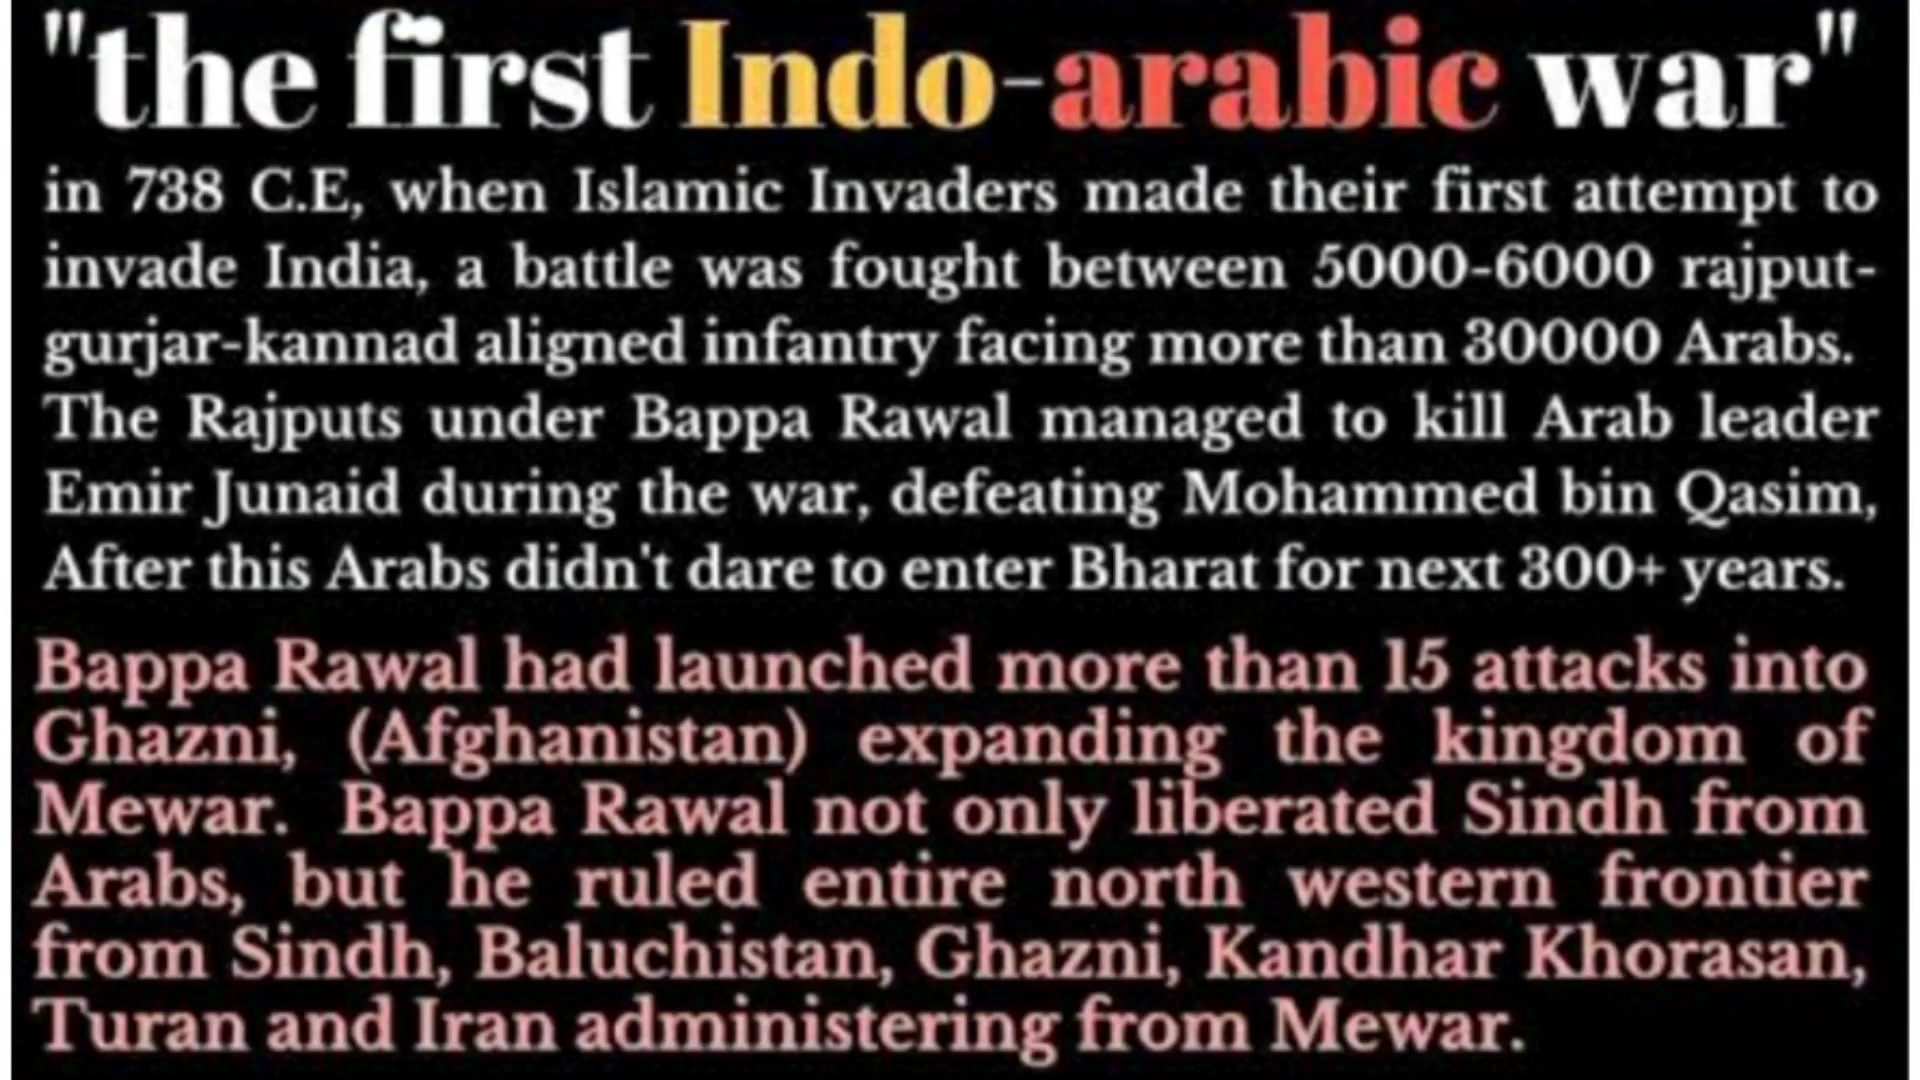 "the first Indo-arabic war"
in 738 C.E, when Islamic Invaders made their first attempt to
invade India, a battle was fought between 5000-6000 rajput-
gurjar-kannad aligned infantry facing more than 30000 Arabs.
The Rajputs under Bappa Rawal managed to kill Arab leader
Emir Junaid during the war, defeating Mohammed bin Qasim,
After this Arabs didn't dare to enter Bharat for next 300+ years.
Bappa Rawal had launched more than 15 attacks into
Ghazni, (Afghanistan) expanding the kingdom of
Mewar. Bappa Rawal not only liberated Sindh from
Arabs, but he ruled entire north western frontier
from Sindh, Baluchistan, Ghazni, Kandhar Khorasan,
Turan and Iran administering from Mewar.